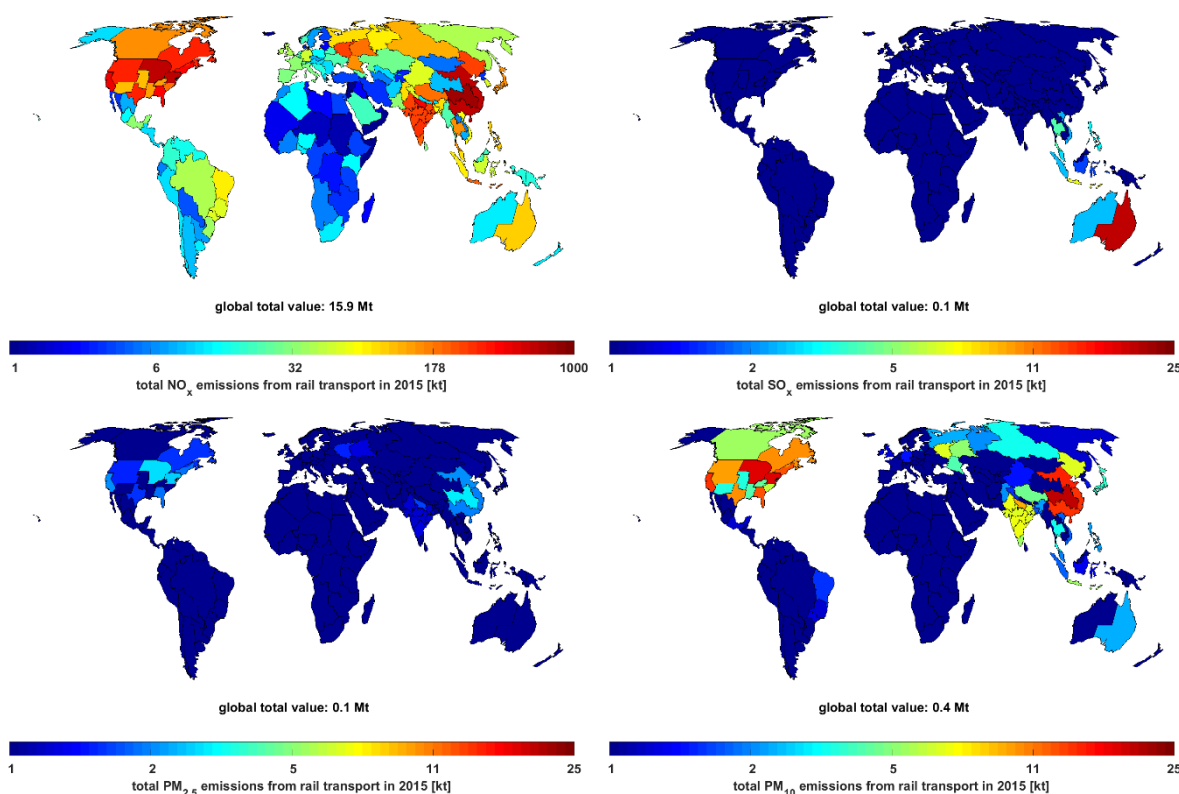 global total value: 15.9 Mt
1 6 32 178 1000
total NOx emissions from rail transport in 2015 [kt]
global total value: 0.1 Mt
1 2 5 11 25
total SOx emissions from rail transport in 2015 [kt]
global total value: 0.1 Mt
1 2 5 11 25
total PM2.5 emissions from rail transport in 2015 [kt]
global total value: 0.4 Mt
1 2 5 11 25
total PM10 emissions from rail transport in 2015 [kt]